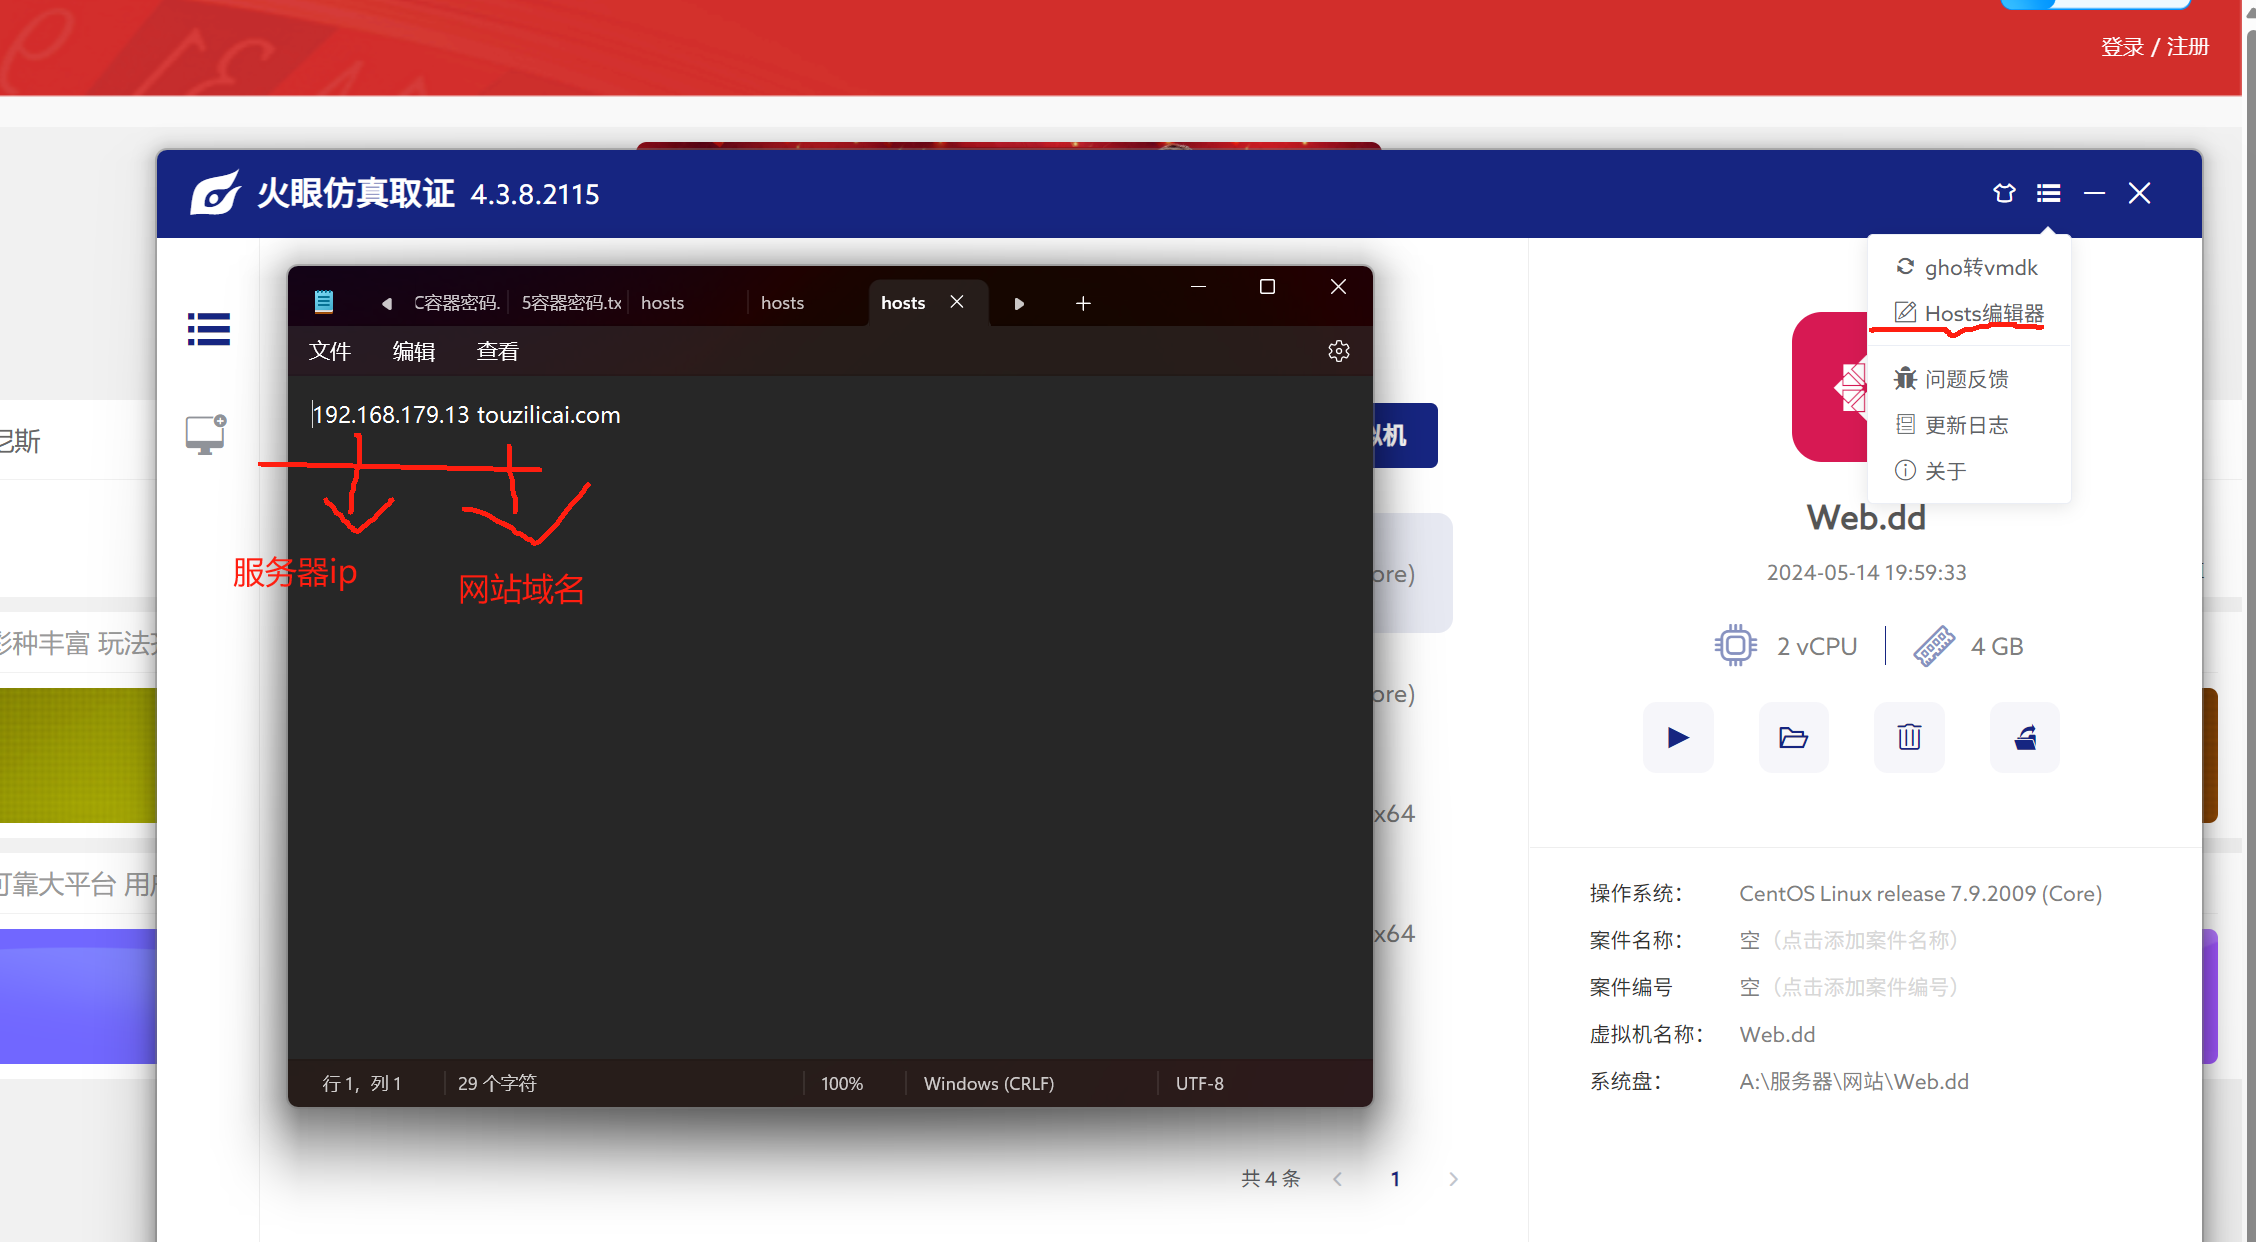 登录 / 注册
火眼仿真取证 4.3.8.2115
gho转vmdk
Hosts编辑器
问题反馈
更新日志
关于
C容器密码.
5容器密码.tx
hosts
hosts
hosts
文件 编辑 查看
192.168.179.13 touzilicai.com
服务器ip
网站域名
尼斯
彩种丰富 玩法
可靠大平台 用
机
ore)
ore)
x64
x64
Web.dd
2024-05-14 19:59:33
2 vCPU
4 GB
操作系统： CentOS Linux release 7.9.2009 (Core)
案件名称： 空（点击添加案件名称）
案件编号 空（点击添加案件编号）
虚拟机名称： Web.dd
系统盘： A:\服务器\网站\Web.dd
行 1，列 1
29 个字符
100%
Windows (CRLF)
UTF-8
共 4 条
1